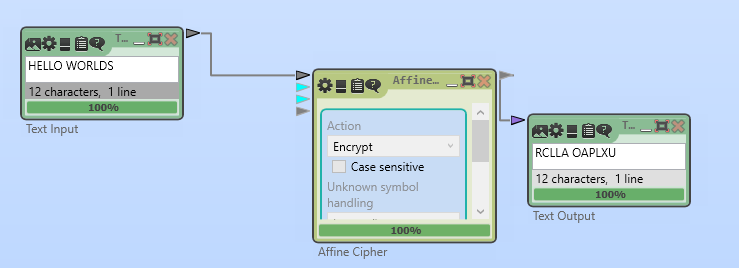 T...
HELLO WORLDS
12 characters, 1 line
100%
Text Input
Affine...
Action
Encrypt
Case sensitive
Unknown symbol
handling
100%
Affine Cipher
T...
RCLLA OAPLXU
12 characters, 1 line
100%
Text Output